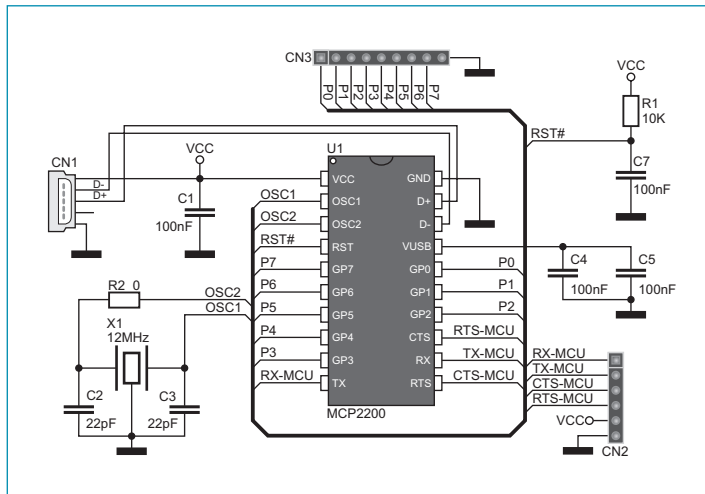 CN3
P0
P1
P2
P3
P4
P5
P6
P7
VCC
R1
10K
RST#
C7
100nF
CN1
D-
D+
VCC
C1
100nF
U1
VCC
OSC1
OSC2
RST
GP7
GP6
GP5
GP4
GP3
TX
GND
D+
D-
VUSB
GP0
GP1
GP2
CTS
RX
RTS
MCP2200
OSC1
OSC2
RST#
P7
P6
P5
P4
P3
RX-MCU
P0
P1
P2
RTS-MCU
TX-MCU
CTS-MCU
C4
100nF
C5
100nF
R2 0
OSC2
OSC1
X1
12MHz
C2
22pF
C3
22pF
RX-MCU
TX-MCU
CTS-MCU
RTS-MCU
VCC
CN2